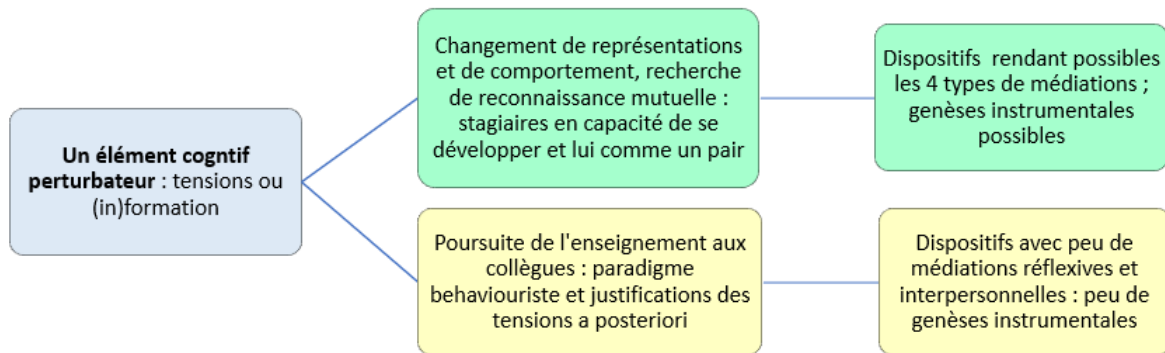 Un élément cogntif
perturbateur : tensions ou
(in)formation
Changement de représentations
et de comportement, recherche
de reconnaissance mutuelle :
stagiaires en capacité de se
développer et lui comme un pair
Dispositifs rendant possibles
les 4 types de médiations ;
genèses instrumentales
possibles
Poursuite de l'enseignement aux
collègues : paradigme
behaviouriste et justifications des
tensions a posteriori
Dispositifs avec peu de
médiations réflexives et
interpersonnelles : peu de
genèses instrumentales